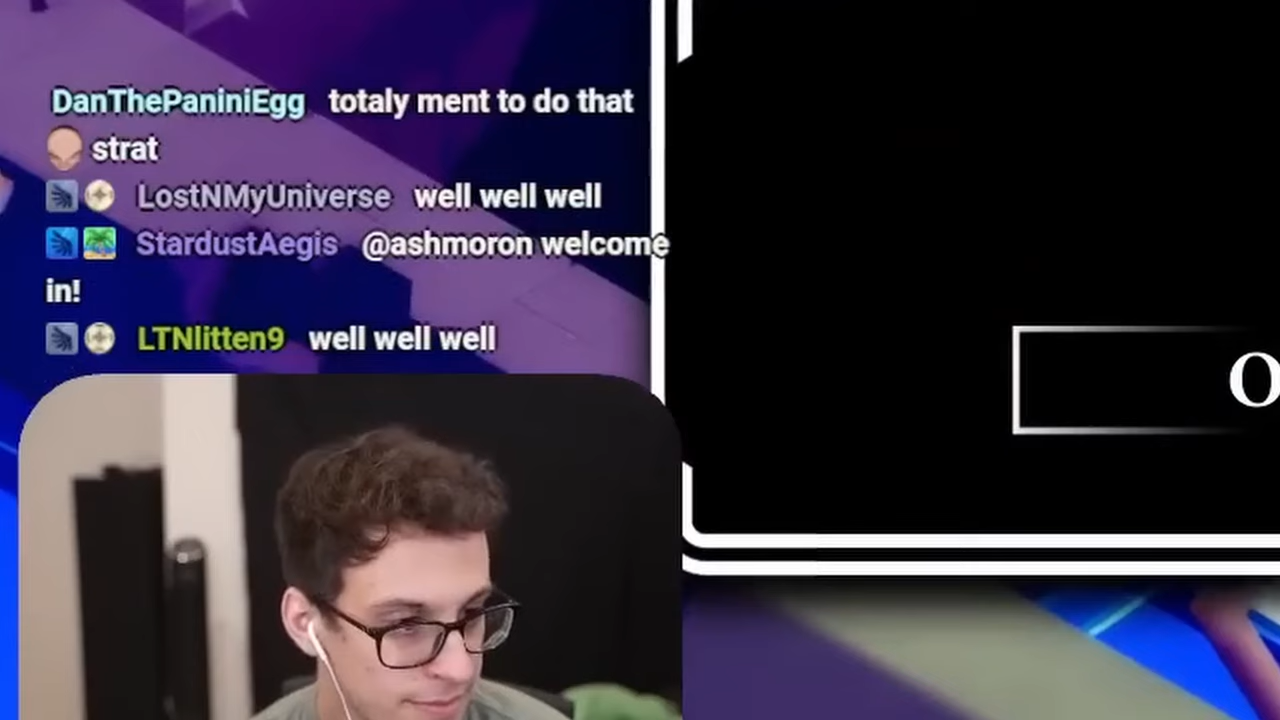 DanThePaniniEgg totaly ment to do that
strat
LostNMyUniverse well well well
StardustAegis @ashmoron welcome
in!
LTNlitten9 well well well
O